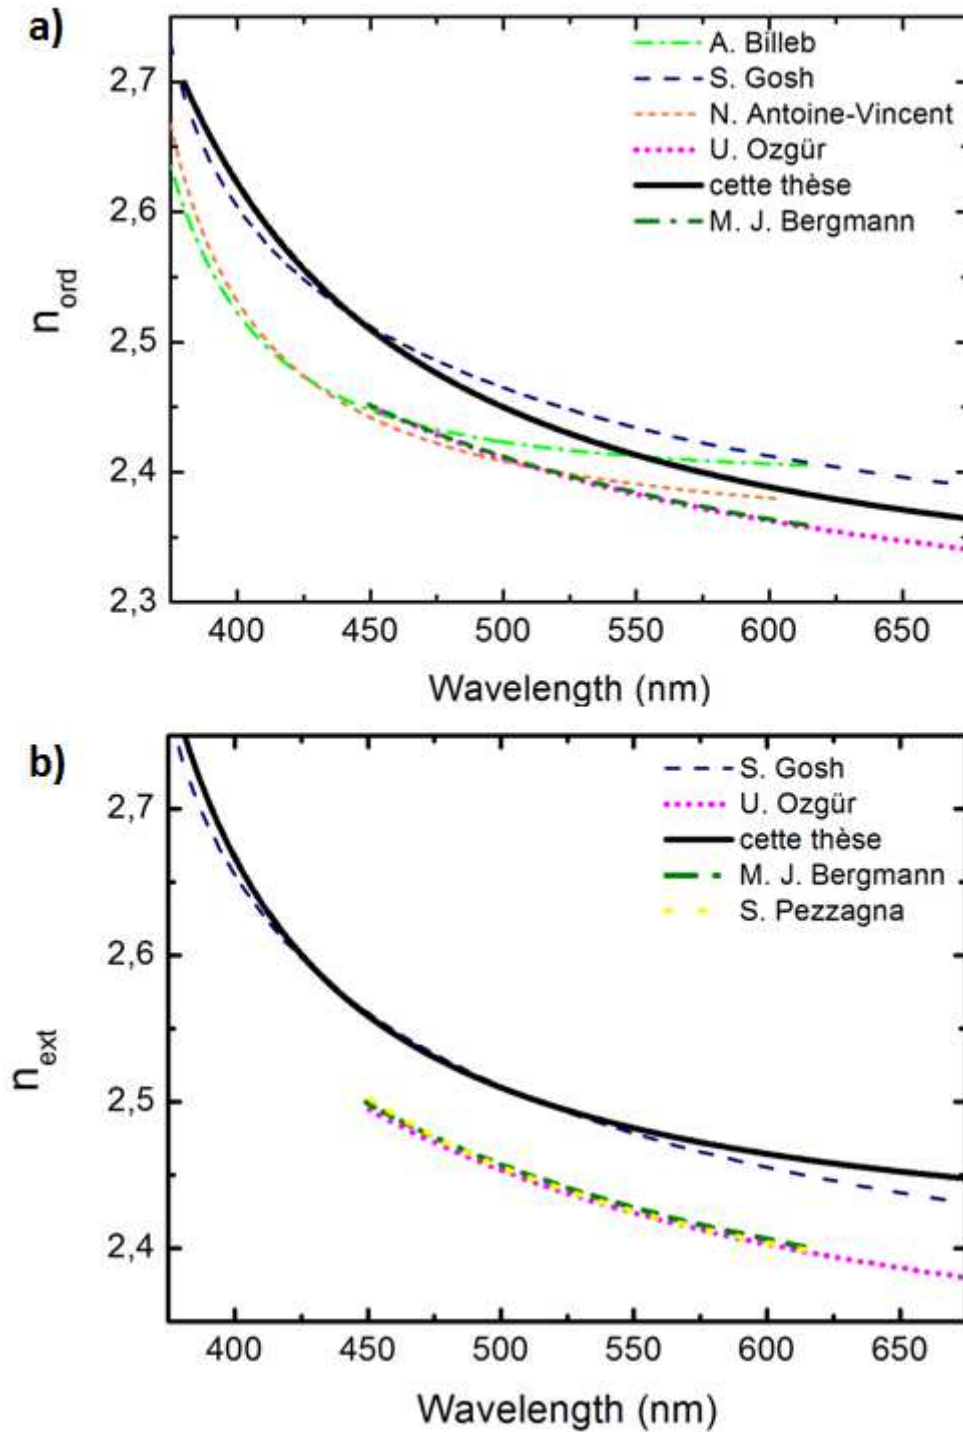 a)
A. Billeb
S. Gosh
N. Antoine-Vincent
U. Ozgür
cette thèse
M. J. Bergmann
2,7
2,6
2,5
2,4
2,3
n_ord
400 450 500 550 600 650
Wavelength (nm)
b)
S. Gosh
U. Ozgür
cette thèse
M. J. Bergmann
S. Pezzagna
2,7
2,6
2,5
2,4
n_ext
400 450 500 550 600 650
Wavelength (nm)